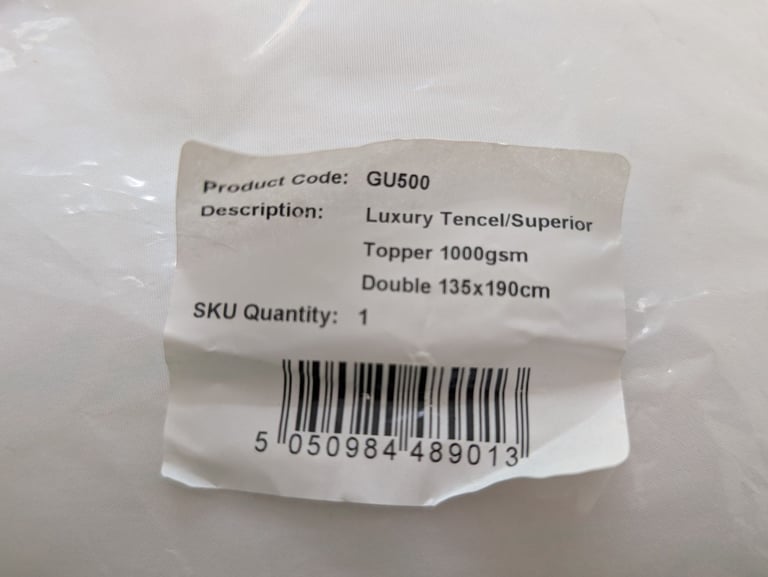 Product Code: GU500
Description: Luxury Tencel/Superior
Topper 1000gsm
Double 135x190cm
SKU Quantity: 1
5 050984 489013